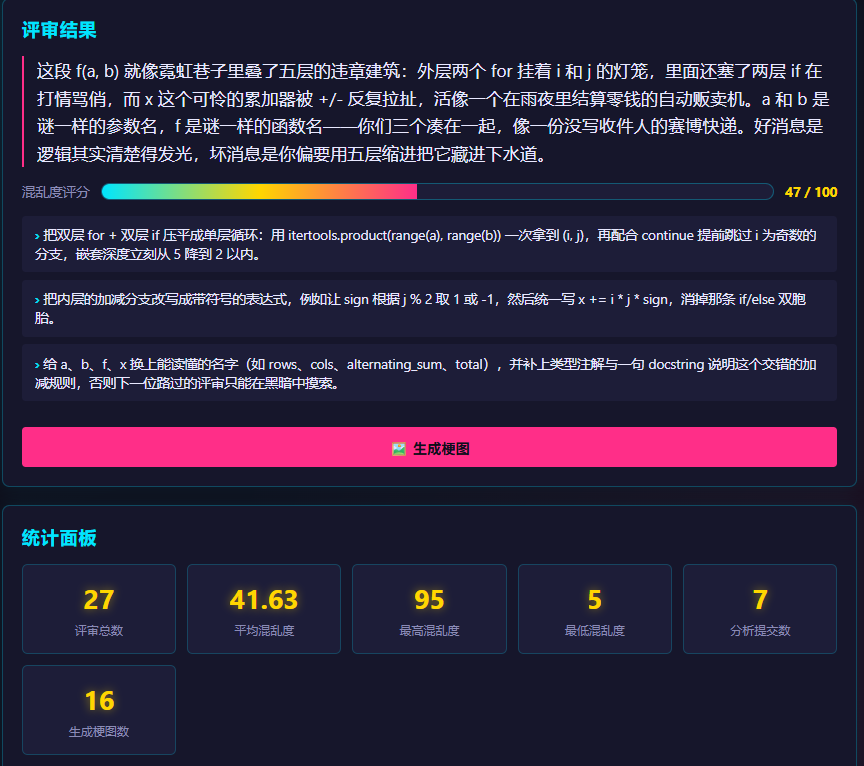 评审结果
这段 f(a, b) 就像霓虹巷子里叠了五层的违章建筑：外层两个 for 挂着 i 和 j 的灯笼，里面还塞了两层 if 在
打情骂俏，而 x 这个可怜的累加器被 +/- 反复拉扯，活像一个在雨夜里结算零钱的自动贩卖机。a 和 b 是
谜一样的参数名，f 是谜一样的函数名——你们三个凑在一起，像一份没写收件人的赛博快递。好消息是
逻辑其实清楚得发光，坏消息是你偏要用五层缩进把它藏进下水道。
混乱度评分 47 / 100
› 把双层 for + 双层 if 压平成单层循环：用 itertools.product(range(a), range(b)) 一次拿到 (i, j)，再配合 continue 提前跳过 i 为奇数的
分支，嵌套深度立刻从 5 降到 2 以内。
› 把内层的加减分支改写成带符号的表达式，例如让 sign 根据 j % 2 取 1 或 -1，然后统一写 x += i * j * sign，消掉那条 if/else 双胞
胎。
› 给 a、b、f、x 换上能读懂的名字（如 rows、cols、alternating_sum、total），并补上类型注解与一句 docstring 说明这个交错的加
减规则，否则下一位路过的评审只能在黑暗中摸索。
生成梗图
统计面板
27 41.63 95 5 7
评审总数 平均混乱度 最高混乱度 最低混乱度 分析提交数
16
生成梗图数